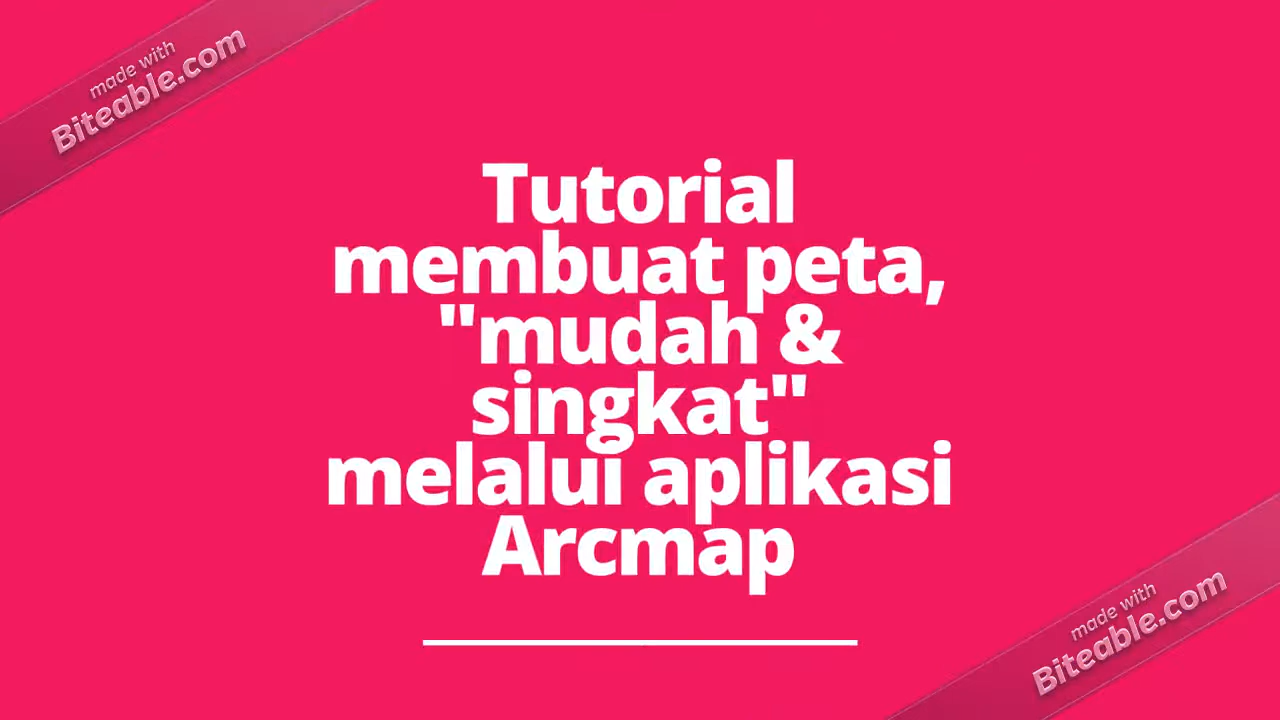 made with
Biteable.com
Tutorial
membuat peta,
"mudah &
singkat"
melalui aplikasi
Arcmap
made with
Biteable.com